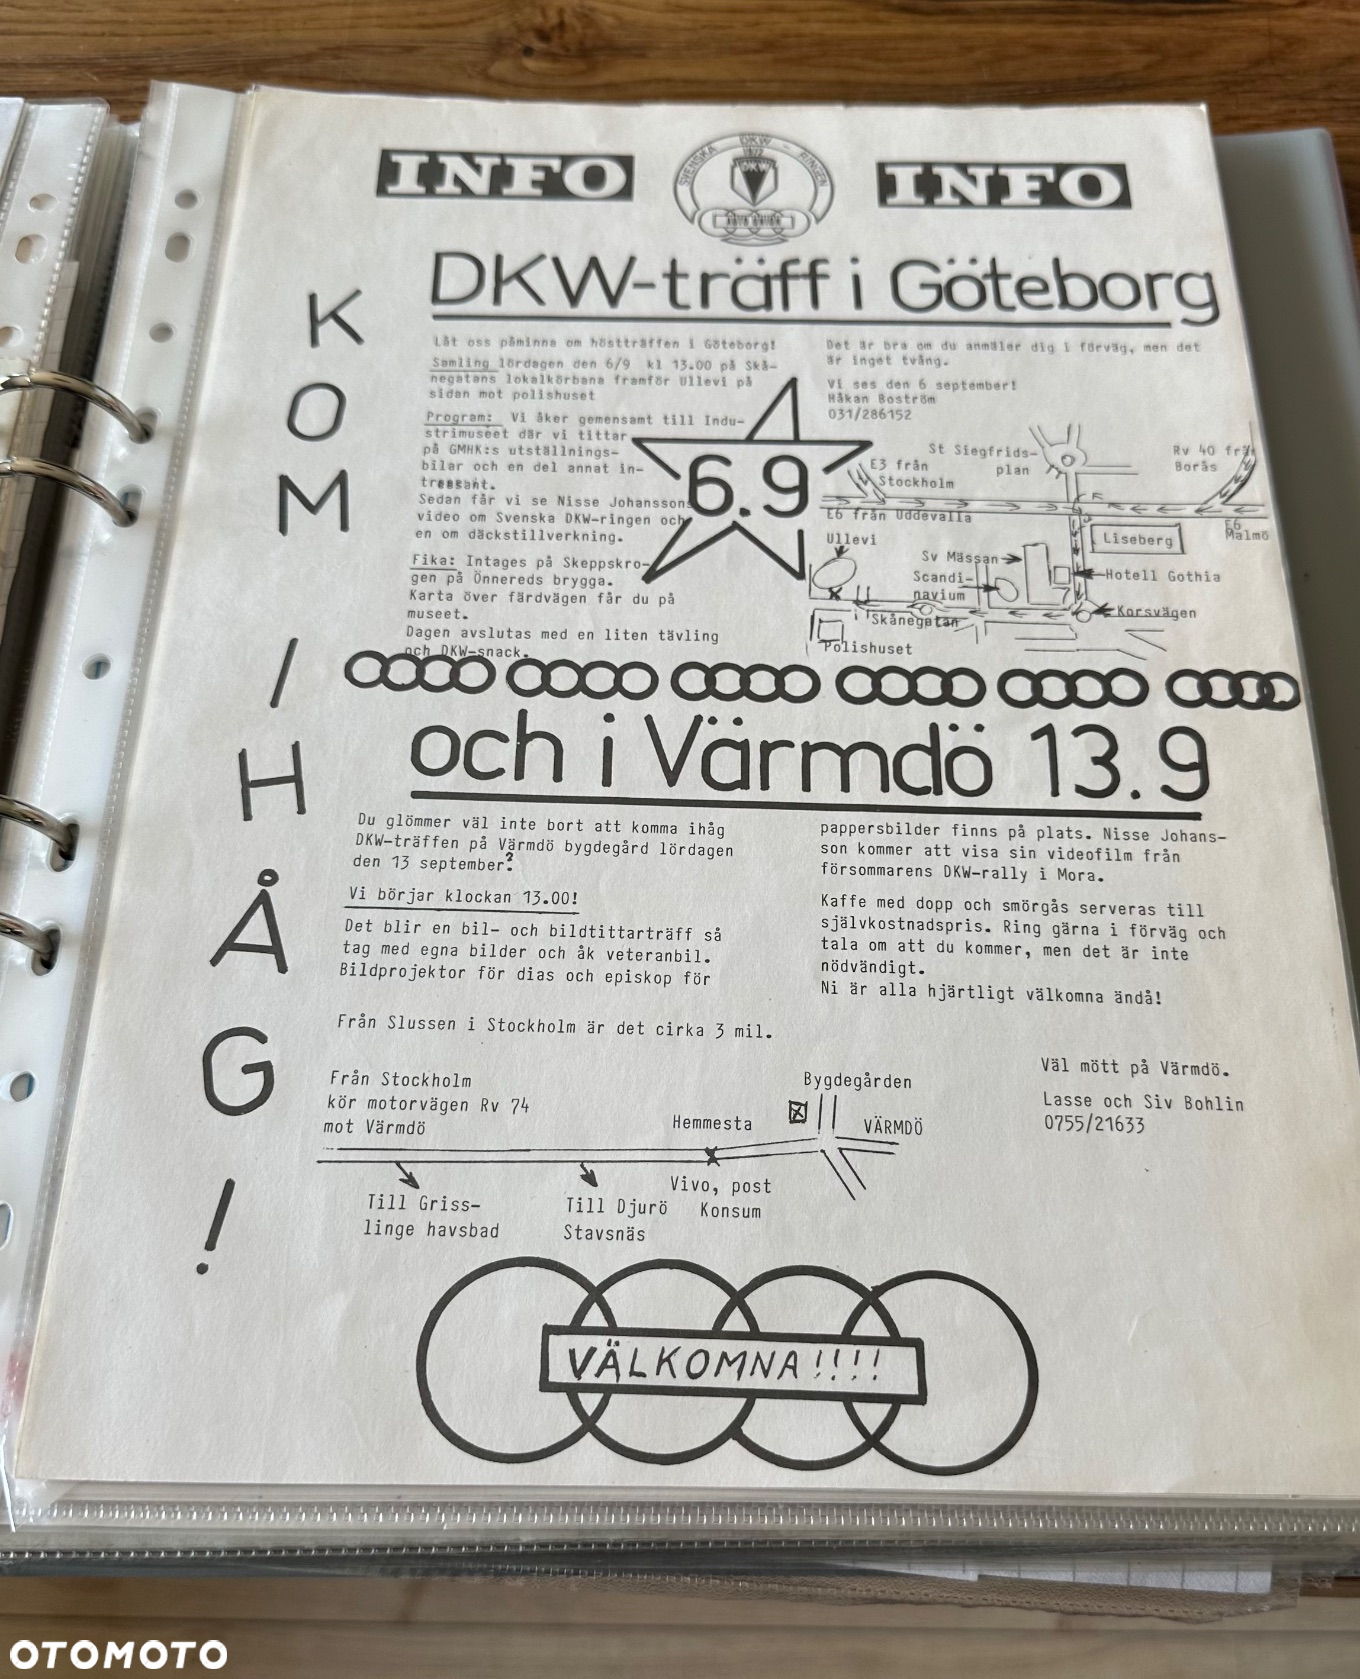 INFO
SVENSKA DKW-RINGEN
DKW
INFO
DKW-träff i Göteborg
KOM IHÅG!
Låt oss påminna om höstträffen i Göteborg!
Samling lördagen den 6/9 kl 13.00 på Skå-
negatans lokalkörbana framför Ullevi på
sidan mot polishuset
Program: Vi åker gemensamt till Indu-
strimuseet där vi tittar
på GMHK:s utställnings-
bilar och en del annat in-
tressant.
Sedan får vi se Nisse Johanssons
video om Svenska DKW-ringen och
en om däckstillverkning.
Fika: Intages på Skeppskro-
gen på Önnereds brygga.
Karta över färdvägen får du på
museet.
Dagen avslutas med en liten tävling
och DKW-snack.
6.9
Det är bra om du anmäler dig i förväg, men det
är inget tvång.
Vi ses den 6 september!
Håkan Boström
031/286152
St Siegfrids-
plan
Rv 40 från
Borås
E3 från
Stockholm
E6 från Uddevalla
E6
Malmö
Ullevi
Liseberg
Sv Mässan
Scandi-
navium
Hotell Gothia
Korsvägen
Skånegatan
Polishuset
och i Värmdö 13.9
Du glömmer väl inte bort att komma ihåg
DKW-träffen på Värmdö bygdegård lördagen
den 13 september?
Vi börjar klockan 13.00!
Det blir en bil- och bildtittarträff så
tag med egna bilder och åk veteranbil.
Bildprojektor för dias och episkop för
pappersbilder finns på plats. Nisse Johans-
son kommer att visa sin videofilm från
försommarens DKW-rally i Mora.
Kaffe med dopp och smörgås serveras till
självkostnadspris. Ring gärna i förväg och
tala om att du kommer, men det är inte
nödvändigt.
Ni är alla hjärtligt välkomna ändå!
Från Slussen i Stockholm är det cirka 3 mil.
Från Stockholm
kör motorvägen Rv 74
mot Värmdö
Hemmesta
Bygdegården
VÄRMDÖ
Väl mött på Värmdö.
Lasse och Siv Bohlin
0755/21633
Till Griss-
linge havsbad
Till Djurö
Stavsnäs
Vivo, post
Konsum
VÄLKOMNA!!!!
OTOMOTO